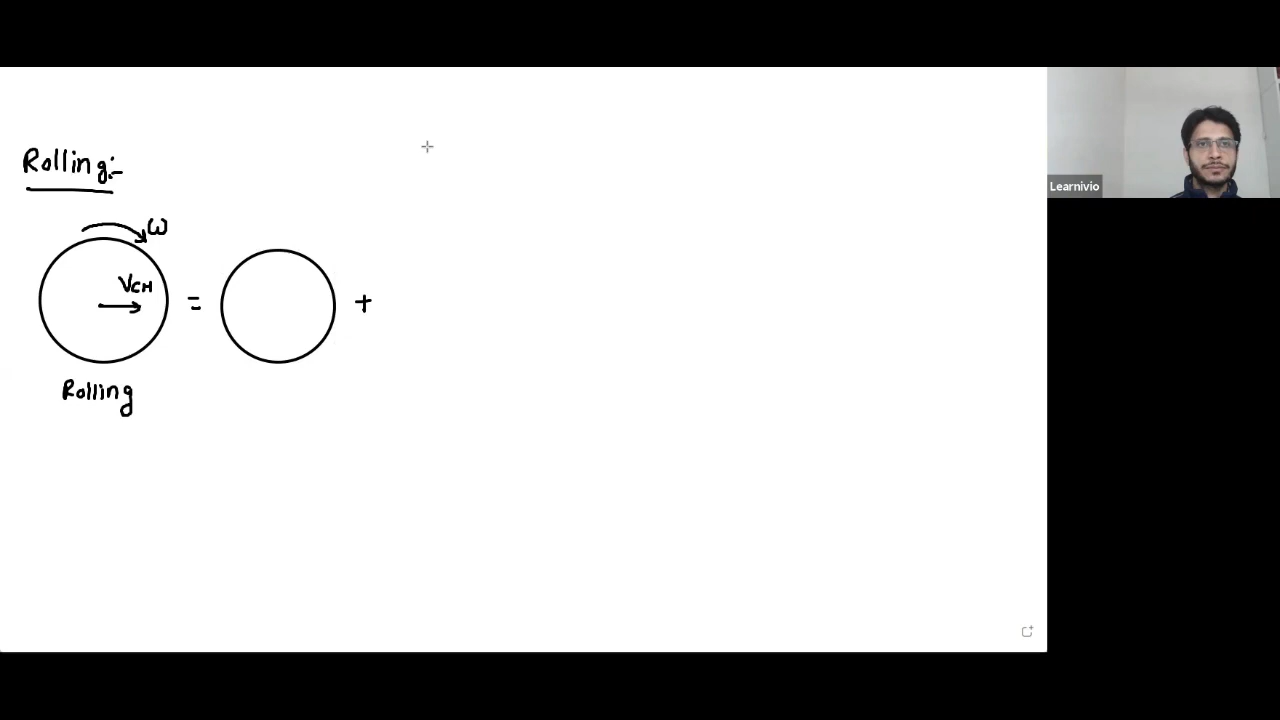 Rolling:-
ω
VCM
= +
Rolling
Learnivio